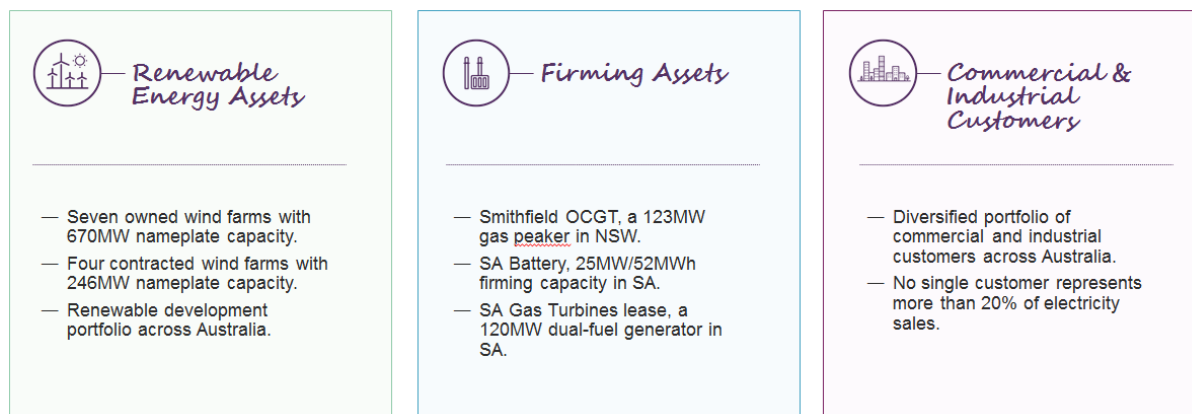 Renewable
Energy Assets
— Seven owned wind farms with
670MW nameplate capacity.
— Four contracted wind farms with
246MW nameplate capacity.
— Renewable development
portfolio across Australia.
Firming Assets
— Smithfield OCGT, a 123MW
gas peaker in NSW.
— SA Battery, 25MW/52MWh
firming capacity in SA.
— SA Gas Turbines lease, a
120MW dual-fuel generator in
SA.
Commercial &
Industrial
Customers
— Diversified portfolio of
commercial and industrial
customers across Australia.
— No single customer represents
more than 20% of electricity
sales.